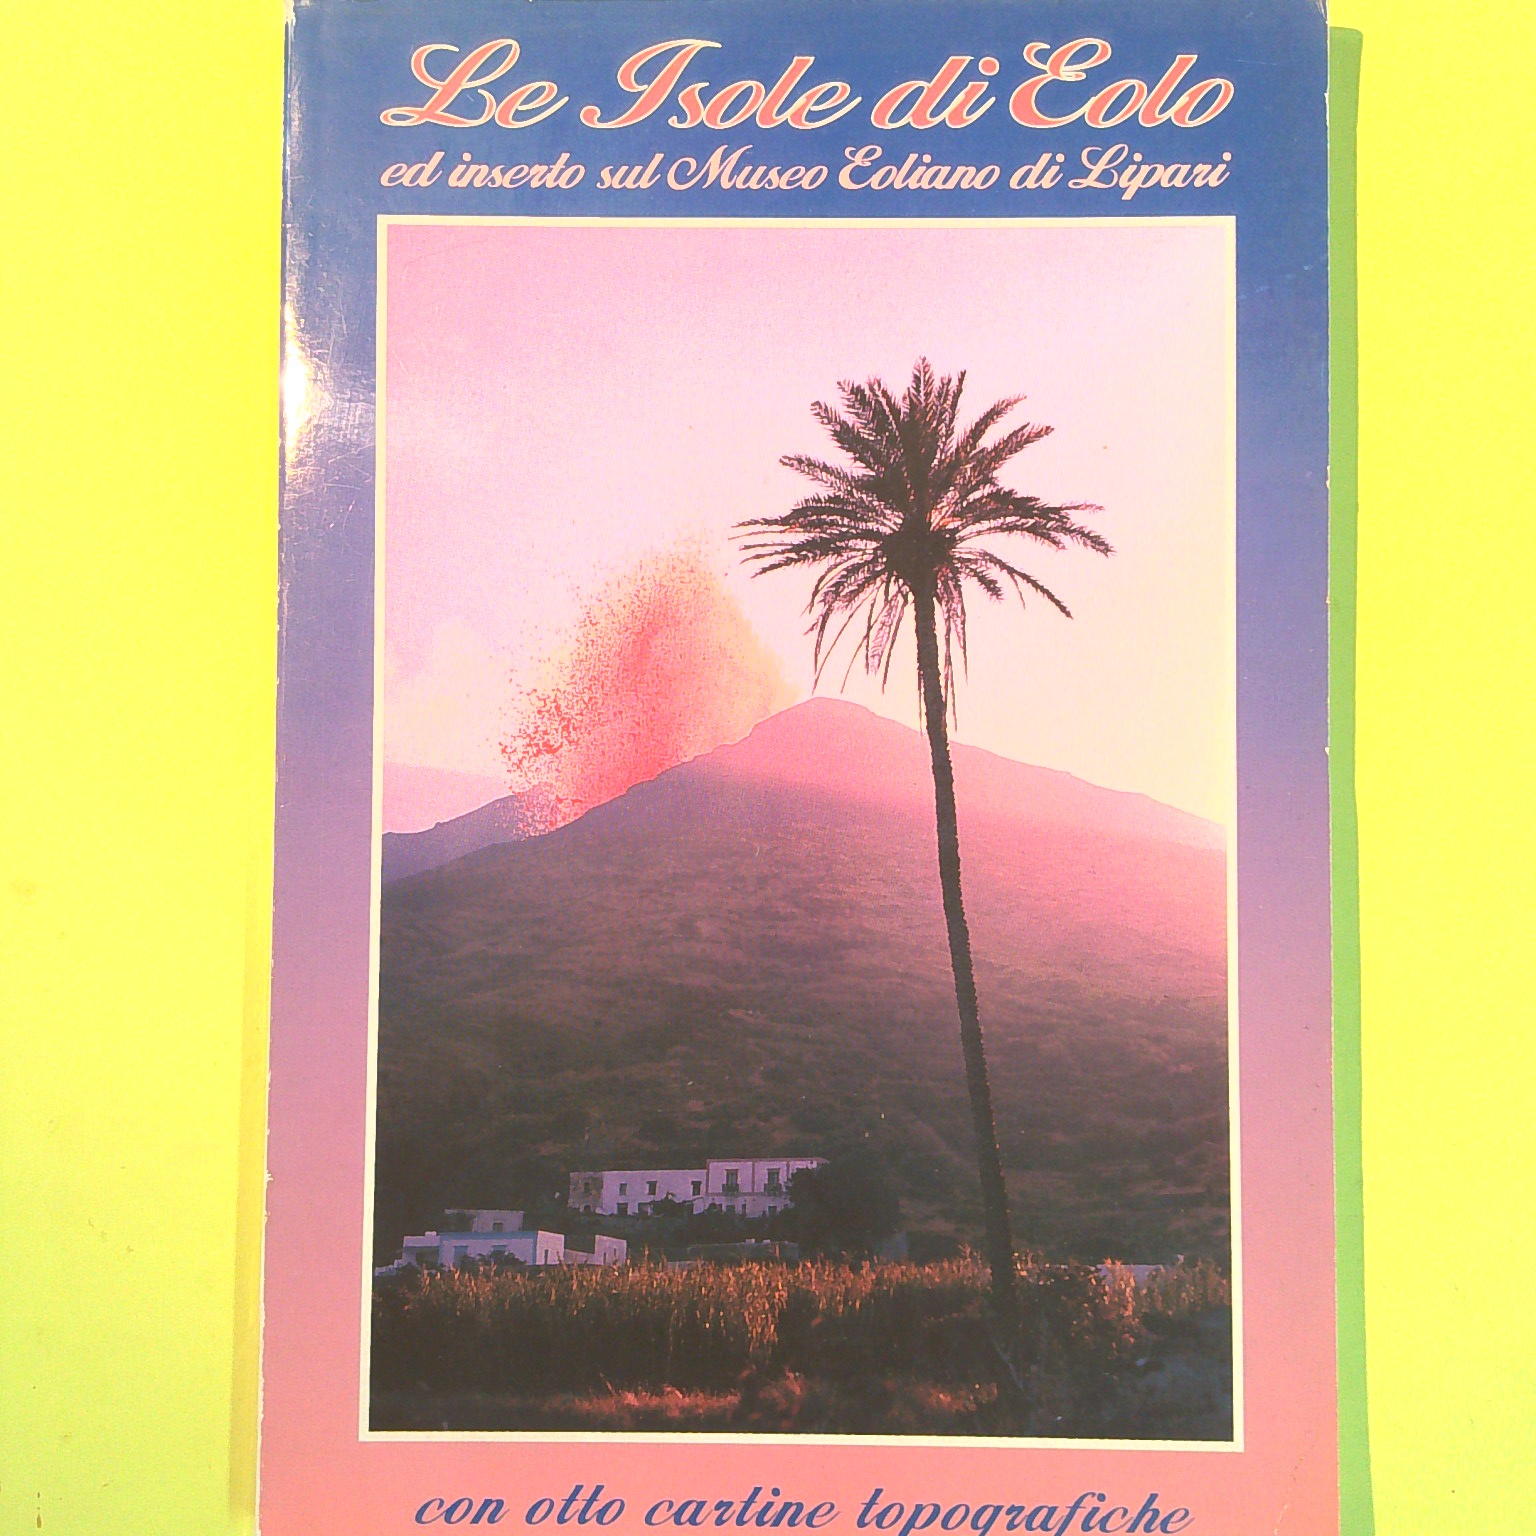 Le Isole di Eolo
ed inserto sul Museo Eoliano di Lipari
con otto cartine topografiche